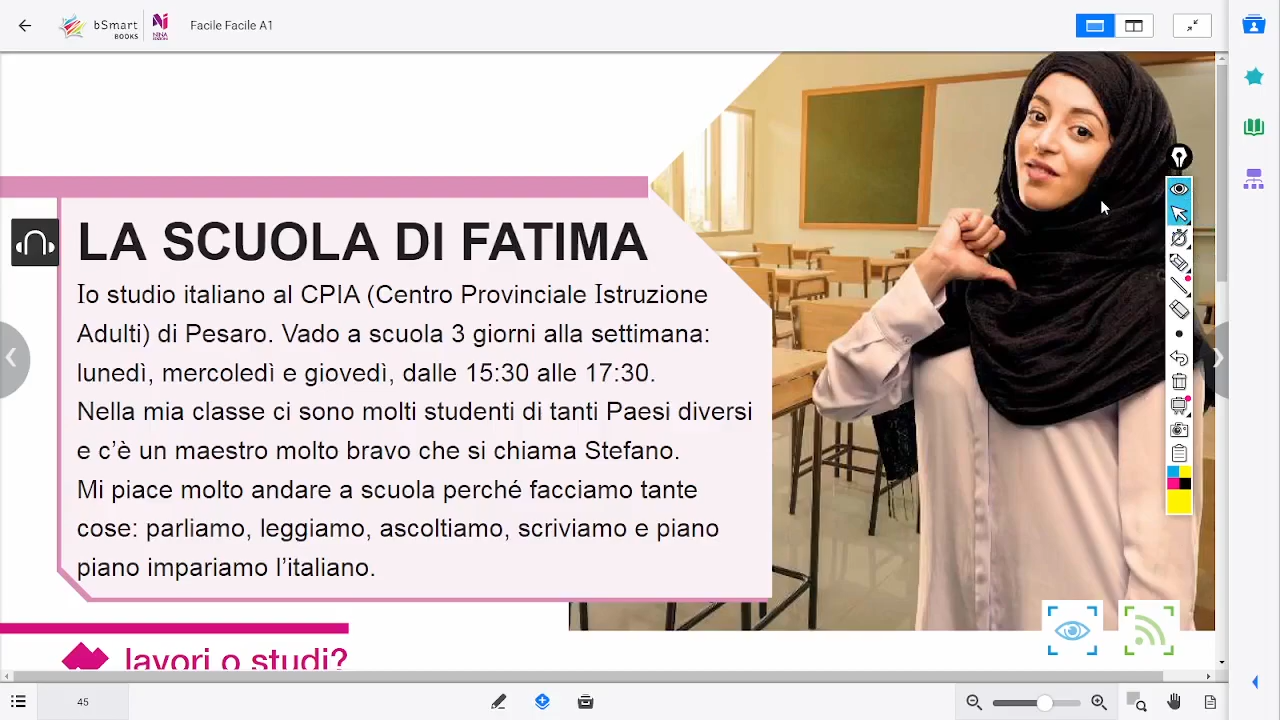 bSmart
BOOKS
NINA
EDIZIONI
Facile Facile A1
LA SCUOLA DI FATIMA
Io studio italiano al CPIA (Centro Provinciale Istruzione
Adulti) di Pesaro. Vado a scuola 3 giorni alla settimana:
lunedì, mercoledì e giovedì, dalle 15:30 alle 17:30.
Nella mia classe ci sono molti studenti di tanti Paesi diversi
e c’è un maestro molto bravo che si chiama Stefano.
Mi piace molto andare a scuola perché facciamo tante
cose: parliamo, leggiamo, ascoltiamo, scriviamo e piano
piano impariamo l’italiano.
lavori o studi?
45